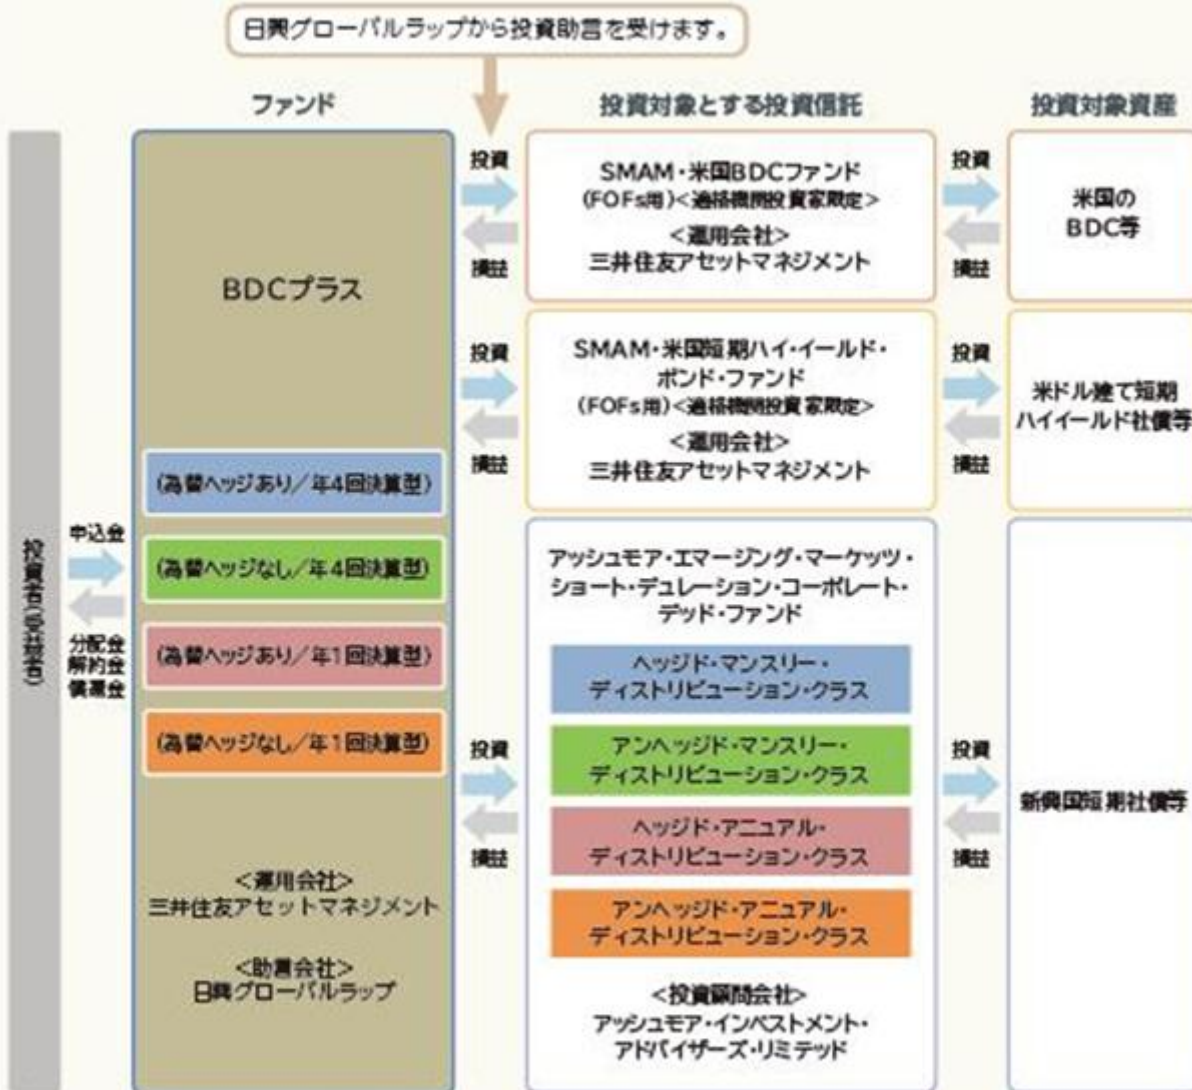 日興グローバルラップから投資助言を受けます。
ファンド
投資対象とする投資信託
投資対象資産
投資者(受益者)
申込金
分配金
解約金
償還金
BDCプラス
(為替ヘッジあり／年4回決算型)
(為替ヘッジなし／年4回決算型)
(為替ヘッジあり／年1回決算型)
(為替ヘッジなし／年1回決算型)
<運用会社>
三井住友アセットマネジメント
<助言会社>
日興グローバルラップ
投資
損益
SMAM・米国BDCファンド
(FOFs用)<適格機関投資家限定>
<運用会社>
三井住友アセットマネジメント
投資
損益
米国の
BDC等
投資
損益
SMAM・米国短期ハイ・イールド・
ボンド・ファンド
(FOFs用)<適格機関投資家限定>
<運用会社>
三井住友アセットマネジメント
投資
損益
米ドル建て短期
ハイイールド社債等
投資
損益
アッシュモア・エマージング・マーケッツ・
ショート・デュレーション・コーポレート・
デッド・ファンド
ヘッジド・マンスリー・
ディストリビューション・クラス
アンヘッジド・マンスリー・
ディストリビューション・クラス
ヘッジド・アニュアル・
ディストリビューション・クラス
アンヘッジド・アニュアル・
ディストリビューション・クラス
<投資顧問会社>
アッシュモア・インベストメント・
アドバイザーズ・リミテッド
投資
損益
新興国短期社債等